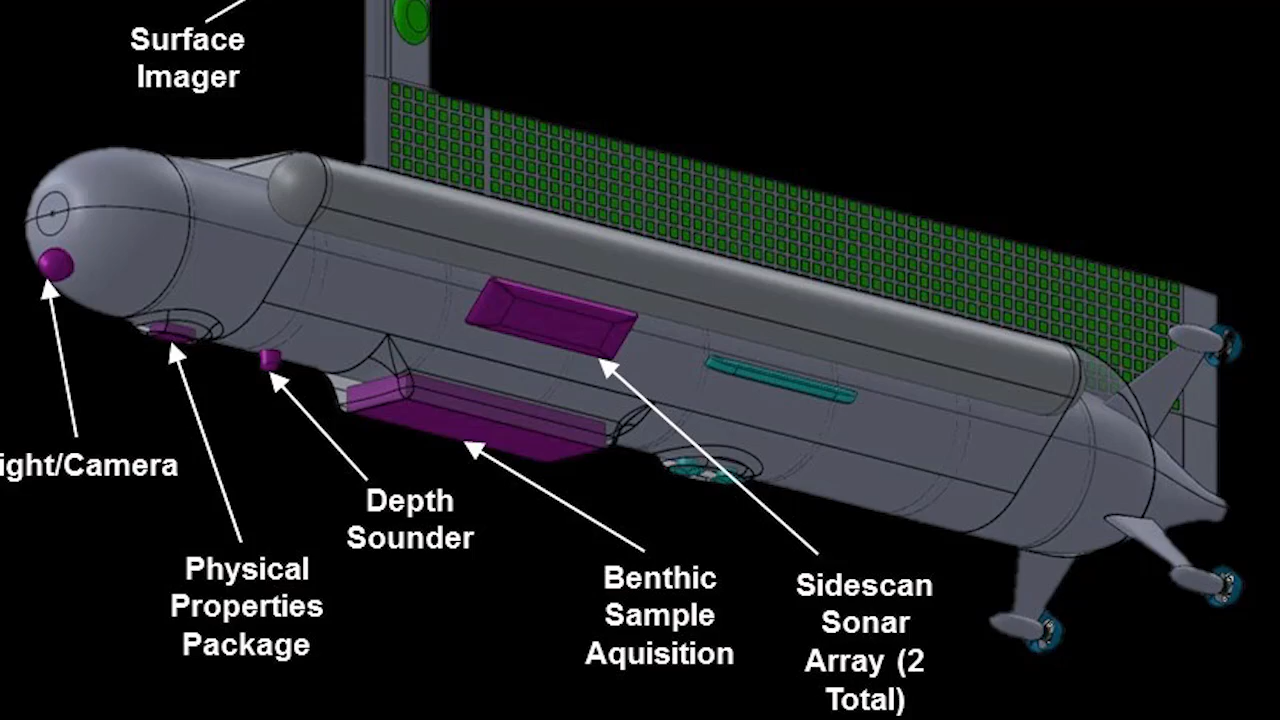 Surface
Imager
ight/Camera
Depth
Sounder
Physical
Properties
Package
Benthic
Sample
Aquisition
Sidescan
Sonar
Array (2
Total)